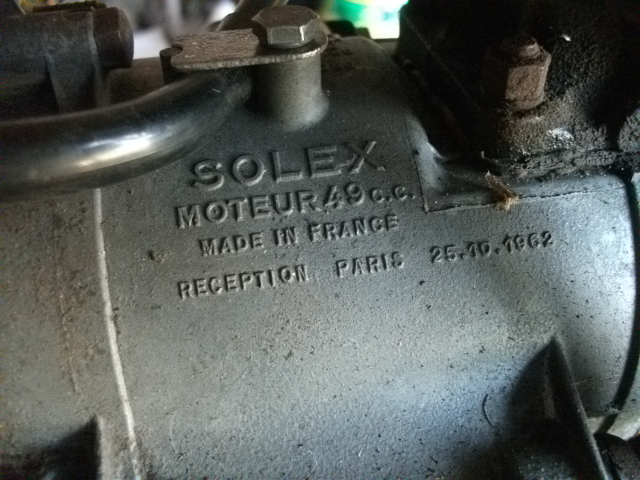 SOLEX
MOTEUR 49 C.C.
MADE IN FRANCE
RECEPTION PARIS 25.10.1962